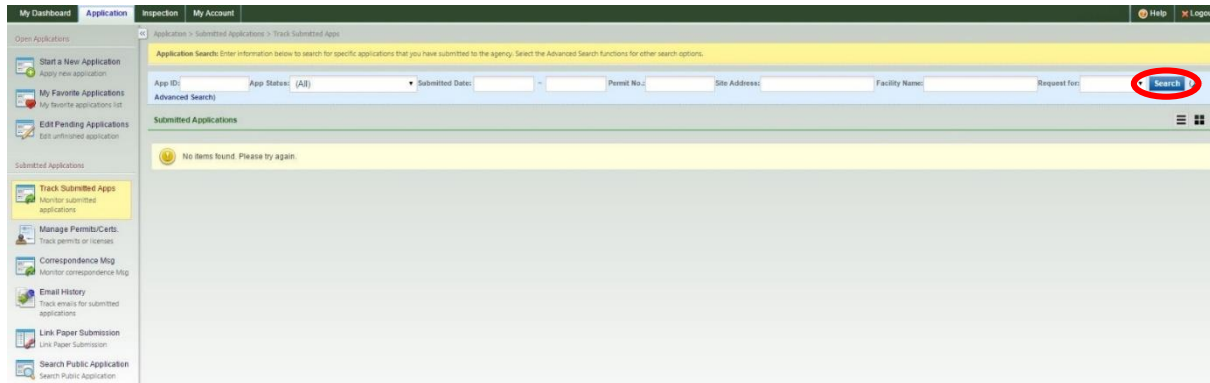 My Dashboard Application Inspection My Account Help Logou
Open Applications
Start a New Application
Apply new application
My Favorite Applications
My favorite applications list
Edit Pending Applications
Edit unfinished application
Submitted Applications
Track Submitted Apps
Monitor submitted
applications
Manage Permits/Certs.
Track permits or licenses
Correspondence Msg
Monitor correspondence Msg
Email History
Track emails for submitted
applications
Link Paper Submission
Link Paper Submission
Search Public Application
Search Public Application
Application > Submitted Applications > Track Submitted Apps
Application Search: Enter information below to search for specific applications that you have submitted to the agency. Select the Advanced Search functions for other search options.
App ID: App Status: (All) Submitted Date: ~ Permit No.: Site Address: Facility Name: Request for: Search (
Advanced Search)
Submitted Applications
No items found. Please try again.